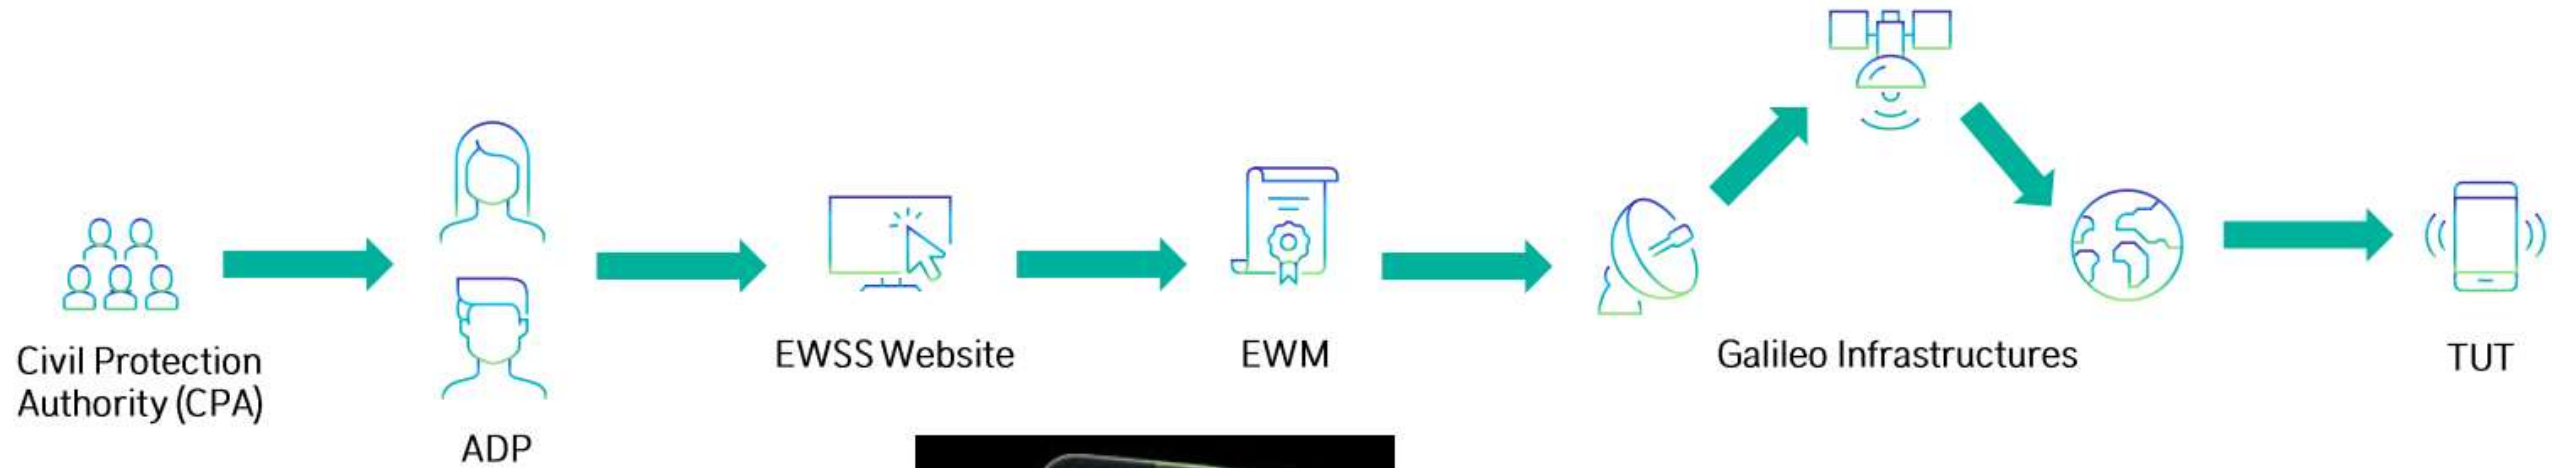 Civil Protection
Authority (CPA)
ADP
EWSS Website
EWM
Galileo Infrastructures
TUT